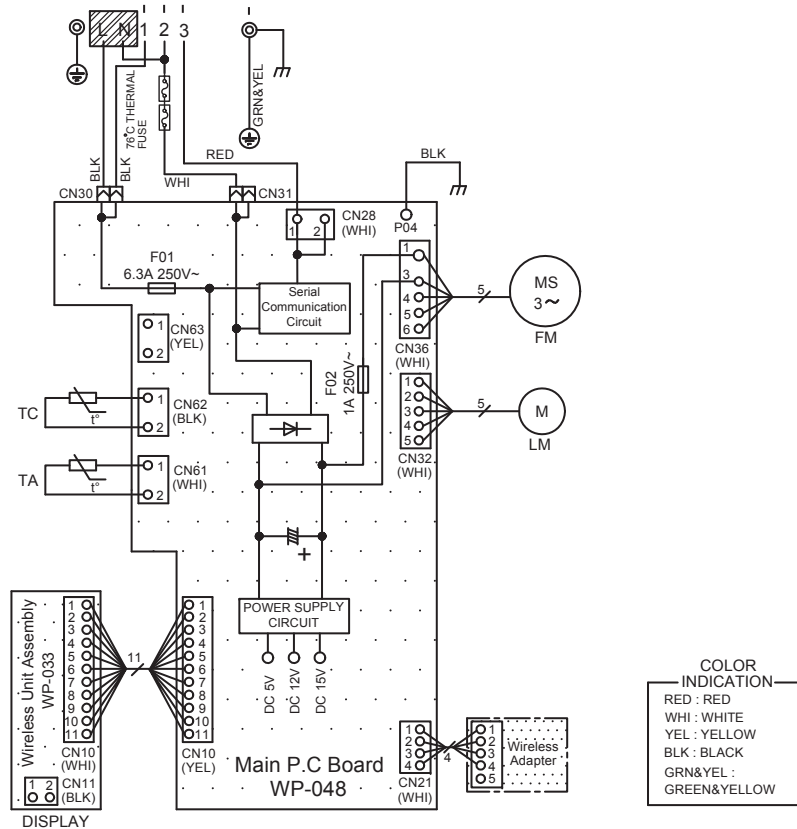 L N 1 2 3
76°C THERMAL
FUSE
GRN&YEL
BLK
BLK
RED
WHI
BLK
CN30
CN31
CN28
(WHI)
1 2
P04
F01
6.3A 250V~
Serial
Communication
Circuit
1
3
4
5
6
CN36
(WHI)
5
MS
3~
FM
1
2
CN63
(YEL)
F02
1A 250V~
TC
t°
1
2
CN62
(BLK)
1
2
3
4
5
CN32
(WHI)
5
M
LM
TA
t°
1
2
CN61
(WHI)
+
POWER SUPPLY
CIRCUIT
DC 5V
DC 12V
DC 15V
Wireless Unit Assembly
WP-033
1
2
3
4
5
6
7
8
9
10
11
CN10
(WHI)
11
1
2
3
4
5
6
7
8
9
10
11
CN10
(YEL)
1 2
CN11
(BLK)
DISPLAY
Main P.C Board
WP-048
1
2
3
4
CN21
(WHI)
4
1
2
3
4
5
Wireless
Adapter
COLOR
INDICATION
RED : RED
WHI : WHITE
YEL : YELLOW
BLK : BLACK
GRN&YEL :
GREEN&YELLOW